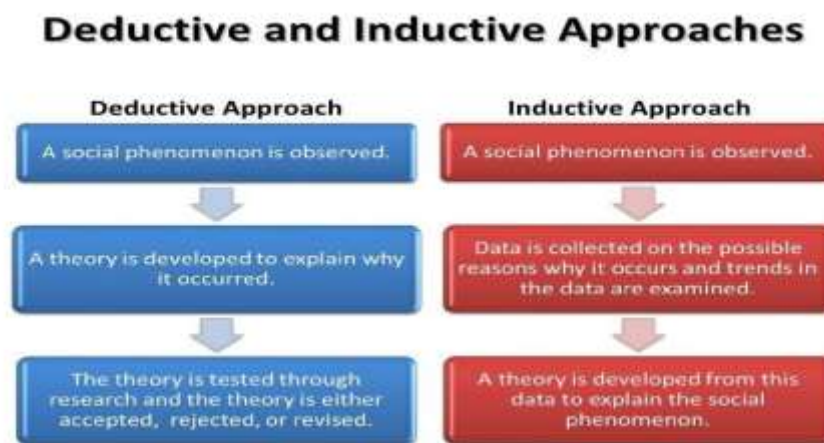 Deductive and Inductive Approaches
Deductive Approach
A social phenomenon is observed.
A theory is developed to explain why
it occurred.
The theory is tested through
research and the theory is either
accepted, rejected, or revised.
Inductive Approach
A social phenomenon is observed.
Data is collected on the possible
reasons why it occurs and trends in
the data are examined.
A theory is developed from this
data to explain the social
phenomenon.